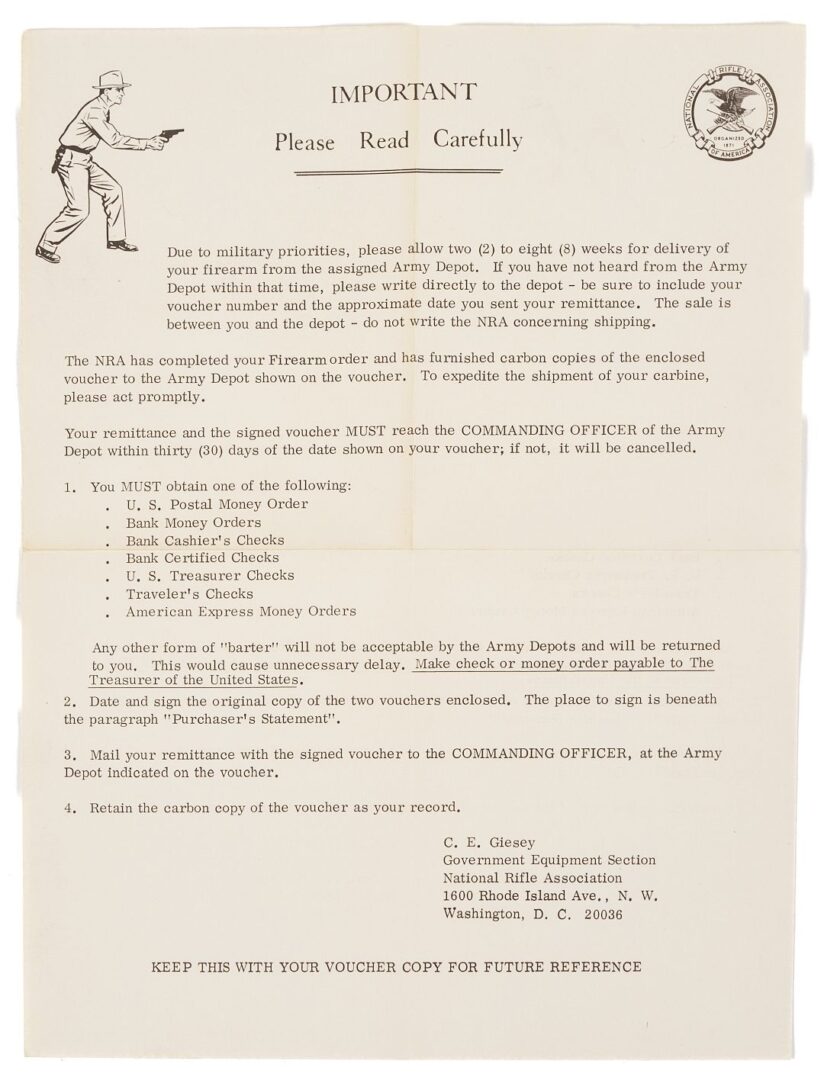 IMPORTANT
Please Read Carefully
NATIONAL RIFLE ASSOCIATION
ORGANIZED
1871
OF AMERICA
Due to military priorities, please allow two (2) to eight (8) weeks for delivery of
your firearm from the assigned Army Depot. If you have not heard from the Army
Depot within that time, please write directly to the depot - be sure to include your
voucher number and the approximate date you sent your remittance. The sale is
between you and the depot - do not write the NRA concerning shipping.
The NRA has completed your Firearm order and has furnished carbon copies of the enclosed
voucher to the Army Depot shown on the voucher. To expedite the shipment of your carbine,
please act promptly.
Your remittance and the signed voucher MUST reach the COMMANDING OFFICER of the Army
Depot within thirty (30) days of the date shown on your voucher; if not, it will be cancelled.
1. You MUST obtain one of the following:
. U. S. Postal Money Order
. Bank Money Orders
. Bank Cashier's Checks
. Bank Certified Checks
. U. S. Treasurer Checks
. Traveler's Checks
. American Express Money Orders
Any other form of "barter" will not be acceptable by the Army Depots and will be returned
to you. This would cause unnecessary delay. Make check or money order payable to The
Treasurer of the United States.
2. Date and sign the original copy of the two vouchers enclosed. The place to sign is beneath
the paragraph "Purchaser's Statement".
3. Mail your remittance with the signed voucher to the COMMANDING OFFICER, at the Army
Depot indicated on the voucher.
4. Retain the carbon copy of the voucher as your record.
C. E. Giesey
Government Equipment Section
National Rifle Association
1600 Rhode Island Ave., N. W.
Washington, D. C. 20036
KEEP THIS WITH YOUR VOUCHER COPY FOR FUTURE REFERENCE